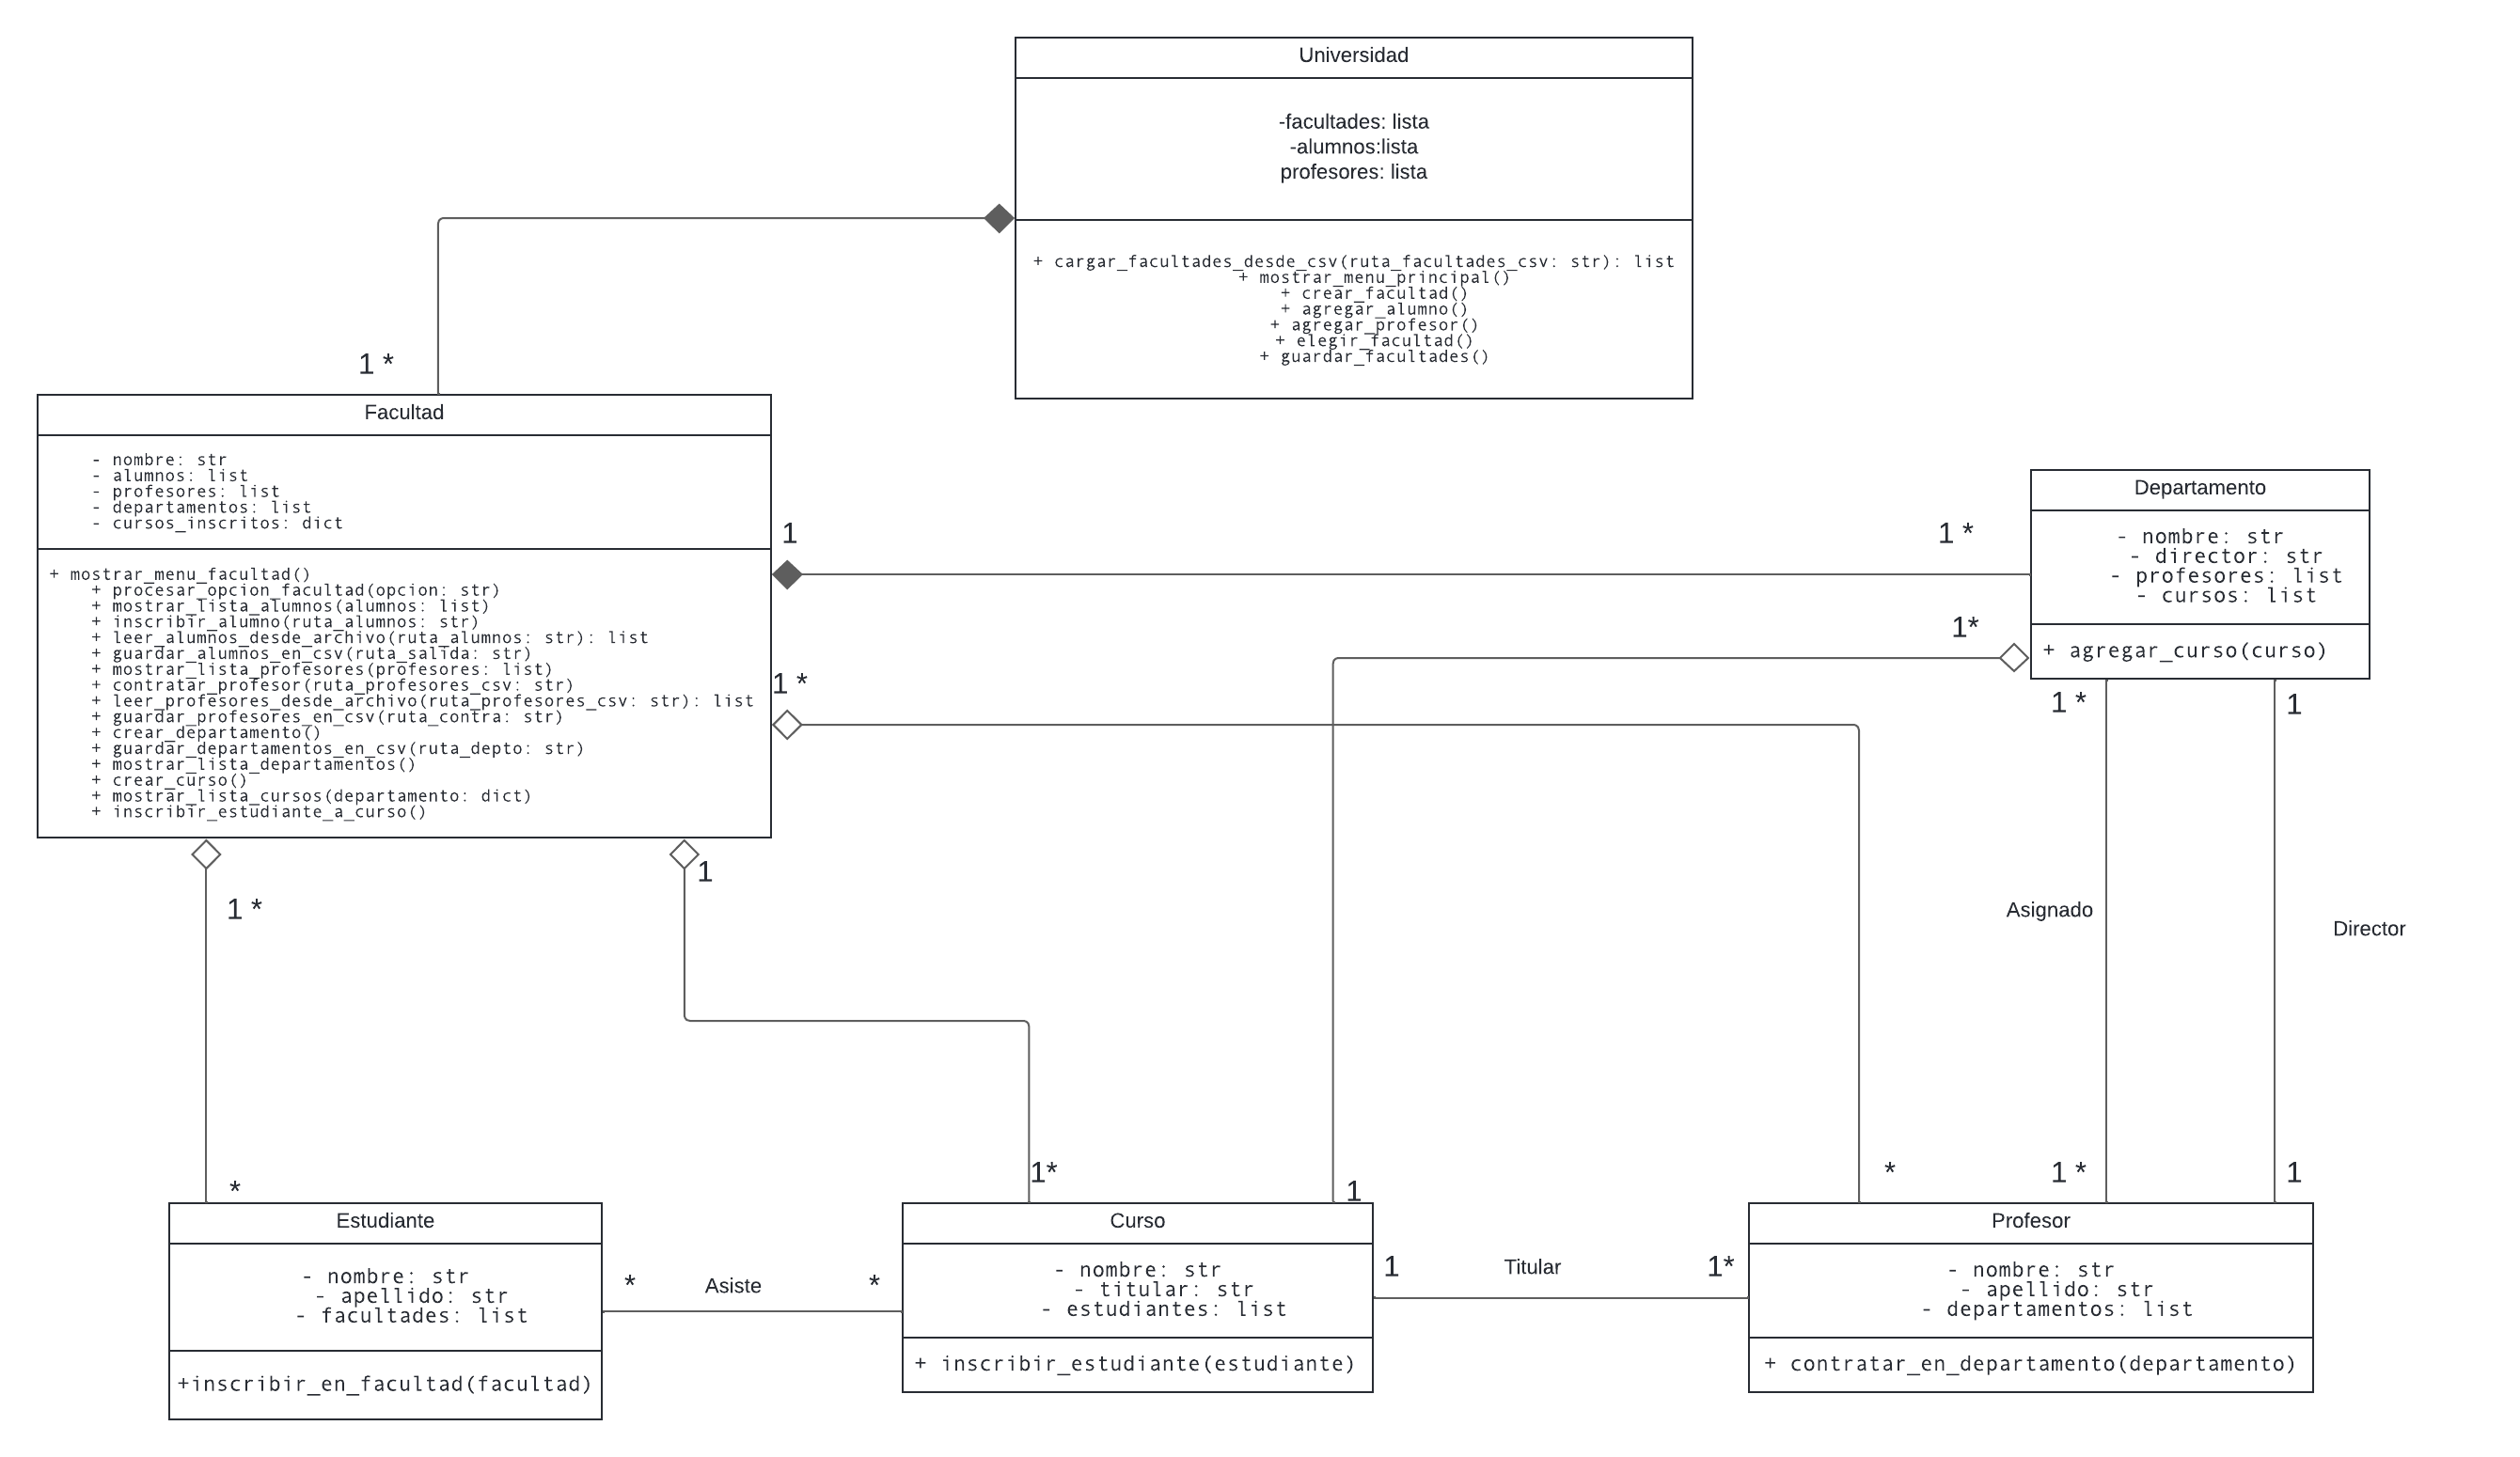 Universidad
-facultades: lista
-alumnos:lista
profesores: lista
+ cargar_facultades_desde_csv(ruta_facultades_csv: str): list
+ mostrar_menu_principal()
+ crear_facultad()
+ agregar_alumno()
+ agregar_profesor()
+ elegir_facultad()
+ guardar_facultades()
1 *
Facultad
- nombre: str
- alumnos: list
- profesores: list
- departamentos: list
- cursos_inscritos: dict
+ mostrar_menu_facultad()
+ procesar_opcion_facultad(opcion: str)
+ mostrar_lista_alumnos(alumnos: list)
+ inscribir_alumno(ruta_alumnos: str)
+ leer_alumnos_desde_archivo(ruta_alumnos: str): list
+ guardar_alumnos_en_csv(ruta_salida: str)
+ mostrar_lista_profesores(profesores: list)
+ contratar_profesor(ruta_profesores_csv: str)
+ leer_profesores_desde_archivo(ruta_profesores_csv: str): list
+ guardar_profesores_en_csv(ruta_contra: str)
+ crear_departamento()
+ guardar_departamentos_en_csv(ruta_depto: str)
+ mostrar_lista_departamentos()
+ crear_curso()
+ mostrar_lista_cursos(departamento: dict)
+ inscribir_estudiante_a_curso()
1
1 *
1 *
Departamento
- nombre: str
- director: str
- profesores: list
- cursos: list
+ agregar_curso(curso)
1*
1 *
1
1
1 *
Asignado
Director
*
1*
1
*
1 *
1
Estudiante
- nombre: str
- apellido: str
- facultades: list
+inscribir_en_facultad(facultad)
*
Asiste
*
Curso
- nombre: str
- titular: str
- estudiantes: list
+ inscribir_estudiante(estudiante)
1
Titular
1*
Profesor
- nombre: str
- apellido: str
- departamentos: list
+ contratar_en_departamento(departamento)